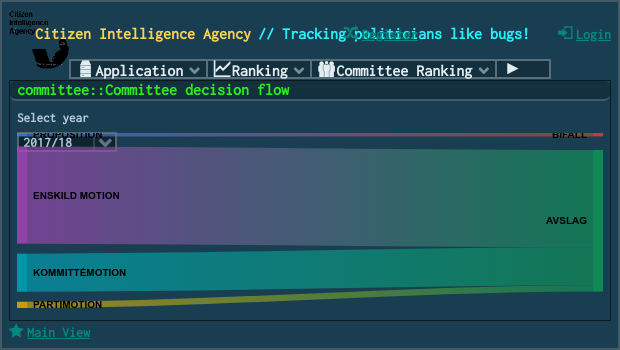 Citizen
Intelligence
Agency
Citizen Intelligence Agency // Tracking politicians like bugs!
Register
Login
Application
Ranking
Committee Ranking
committee::Committee decision flow
Select year
PROPOSITION
BIFALL
2017/18
ENSKILD MOTION
AVSLAG
KOMMITTÉMOTION
PARTIMOTION
Main View